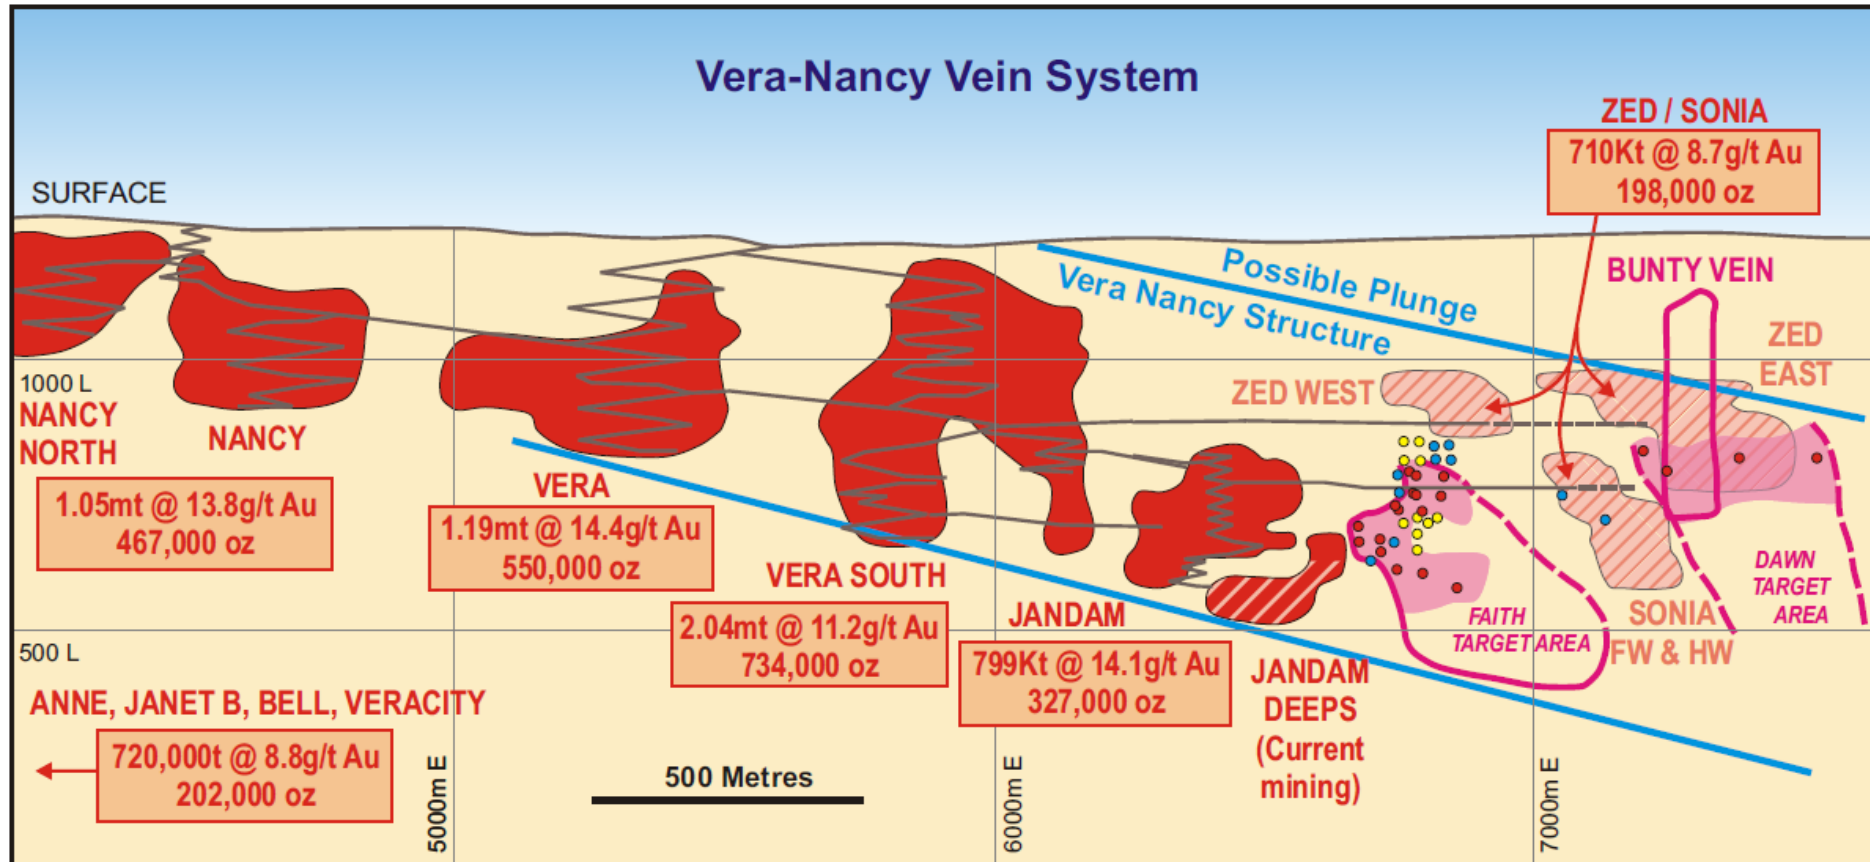 Vera-Nancy Vein System
ZED / SONIA
710Kt @ 8.7g/t Au
198,000 oz
SURFACE
Possible Plunge
Vera Nancy Structure
BUNTY VEIN
ZED
EAST
ZED WEST
1000 L
NANCY
NORTH
NANCY
1.05mt @ 13.8g/t Au
467,000 oz
VERA
1.19mt @ 14.4g/t Au
550,000 oz
VERA SOUTH
2.04mt @ 11.2g/t Au
734,000 oz
JANDAM
799Kt @ 14.1g/t Au
327,000 oz
JANDAM
DEEPS
(Current
mining)
FAITH
TARGET AREA
SONIA
FW & HW
DAWN
TARGET
AREA
500 L
ANNE, JANET B, BELL, VERACITY
720,000t @ 8.8g/t Au
202,000 oz
5000m E
500 Metres
6000m E
7000m E